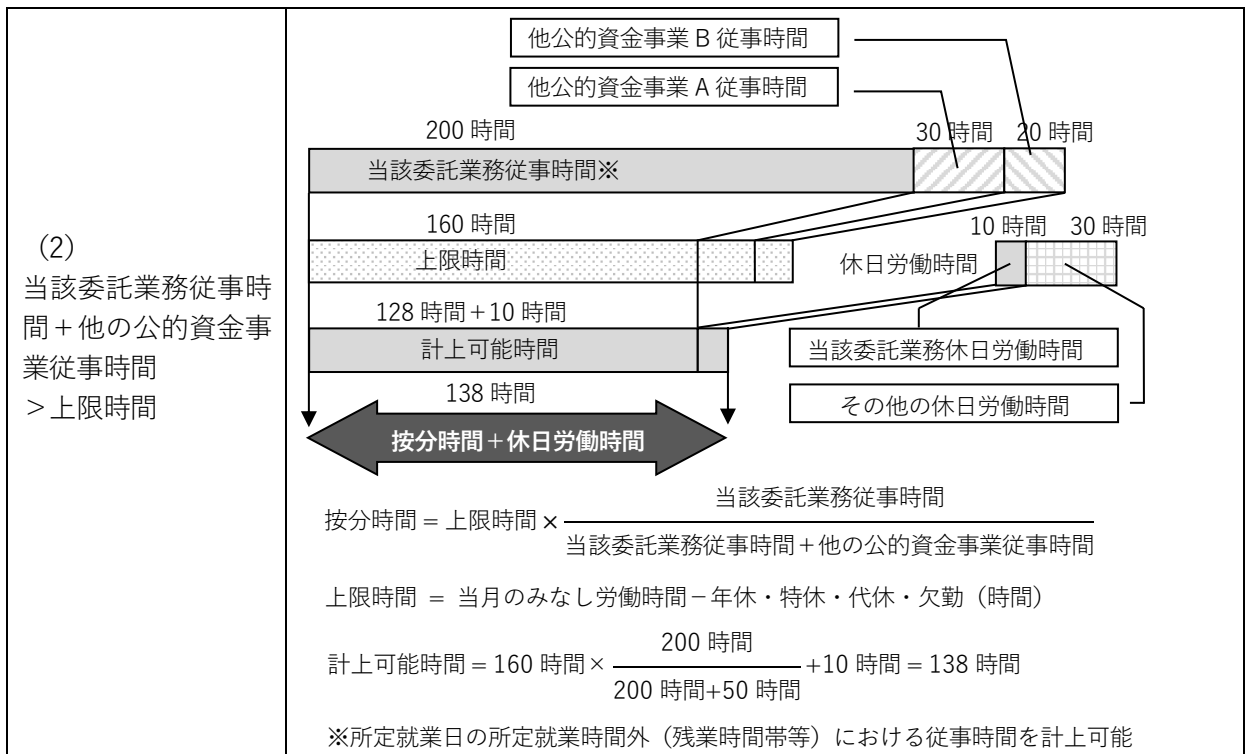 （2）
当該委託業務従事時
間＋他の公的資金事
業従事時間
＞上限時間
他公的資金事業 B 従事時間
他公的資金事業 A 従事時間
200 時間
30 時間
20 時間
当該委託業務従事時間※
160 時間
上限時間
10 時間
30 時間
休日労働時間
128 時間＋10 時間
計上可能時間
当該委託業務休日労働時間
138 時間
その他の休日労働時間
按分時間＋休日労働時間
当該委託業務従事時間
按分時間 = 上限時間 ×
当該委託業務従事時間＋他の公的資金事業従事時間
上限時間 = 当月のみなし労働時間－年休・特休・代休・欠勤（時間）
200 時間
計上可能時間 = 160 時間× +10 時間 = 138 時間
200 時間+50 時間
※所定就業日の所定就業時間外（残業時間帯等）における従事時間を計上可能